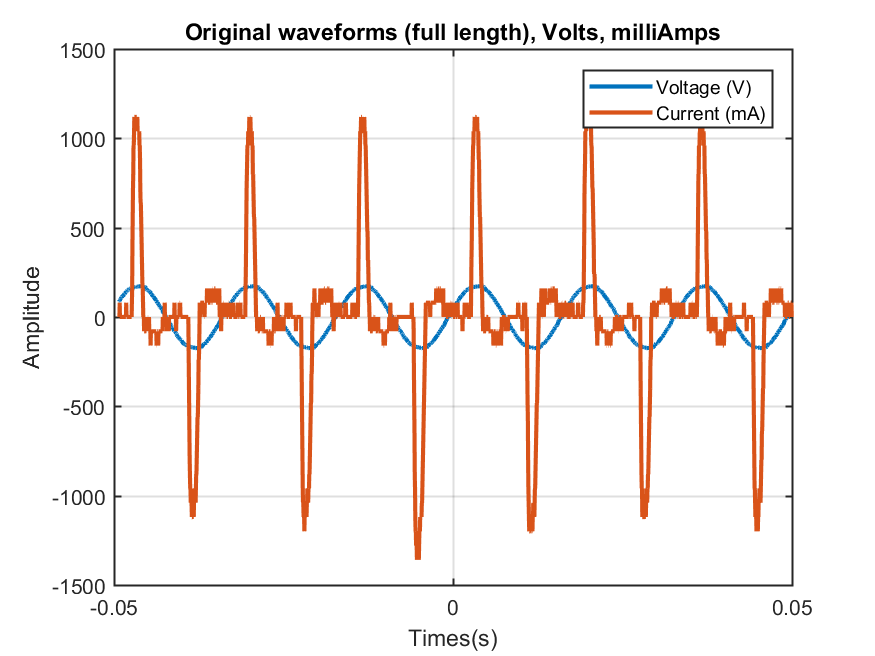 Original waveforms (full length), Volts, milliAmps
1500
1000
500
0
-500
-1000
-1500
Amplitude
Voltage (V)
Current (mA)
-0.05
0
0.05
Times(s)